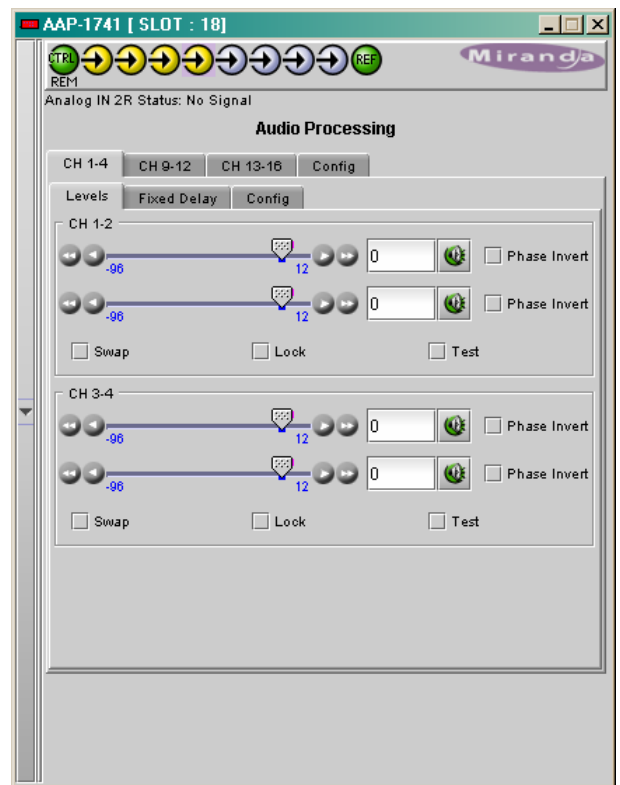 AAP-1741 [ SLOT : 18]
CTRL REF Miranda
REM
Analog IN 2R Status: No Signal
Audio Processing
CH 1-4 CH 9-12 CH 13-16 Config
Levels Fixed Delay Config
CH 1-2
-96 12 0 Phase Invert
-96 12 0 Phase Invert
Swap Lock Test
CH 3-4
-96 12 0 Phase Invert
-96 12 0 Phase Invert
Swap Lock Test